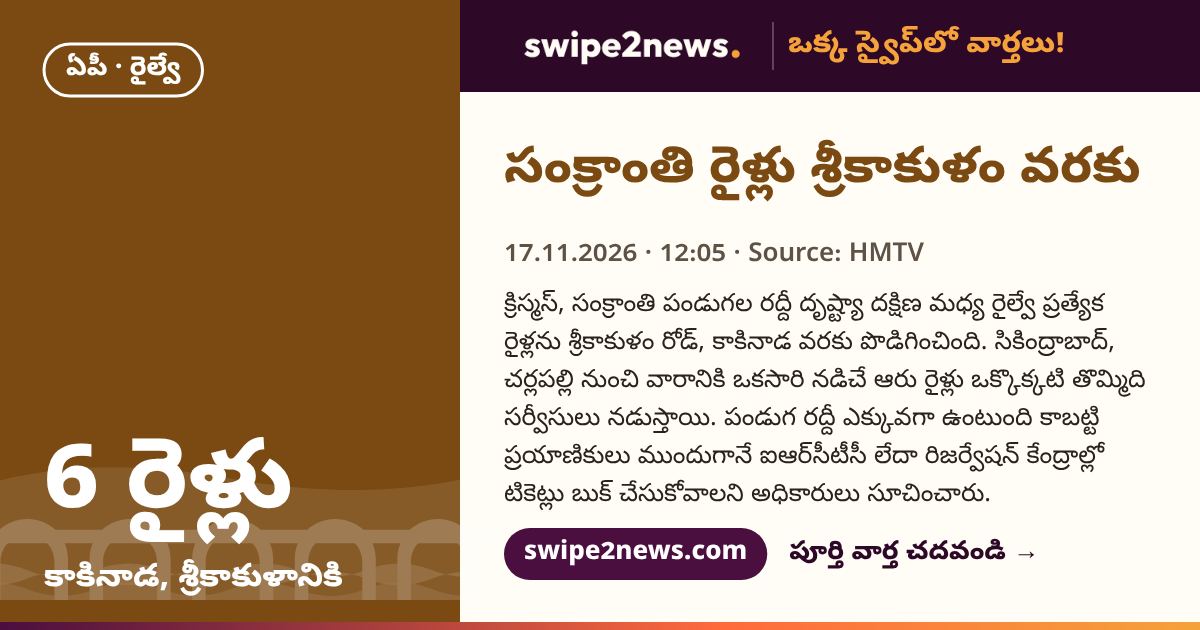 ఏపీ · రైల్వే
6 రైళ్లు
కాకినాడ, శ్రీకాకుళానికి
swipe2news.
ఒక్క స్వైప్‌లో వార్తలు!
సంక్రాంతి రైళ్లు శ్రీకాకుళం వరకు
17.11.2026 · 12:05 · Source: HMTV
క్రిస్మస్, సంక్రాంతి పండుగల రద్దీ దృష్ట్యా దక్షిణ మధ్య రైల్వే ప్రత్యేక
రైళ్లను శ్రీకాకుళం రోడ్, కాకినాడ వరకు పొడిగించింది. సికింద్రాబాద్,
చర్లపల్లి నుంచి వారానికి ఒకసారి నడిచే ఆరు రైళ్లు ఒక్కొక్కటి తొమ్మిది
సర్వీసులు నడుస్తాయి. పండుగ రద్దీ ఎక్కువగా ఉంటుంది కాబట్టి
ప్రయాణికులు ముందుగానే ఐఆర్‌సీటీసీ లేదా రిజర్వేషన్ కేంద్రాల్లో
టికెట్లు బుక్ చేసుకోవాలని అధికారులు సూచించారు.
swipe2news.com
పూర్తి వార్త చదవండి →